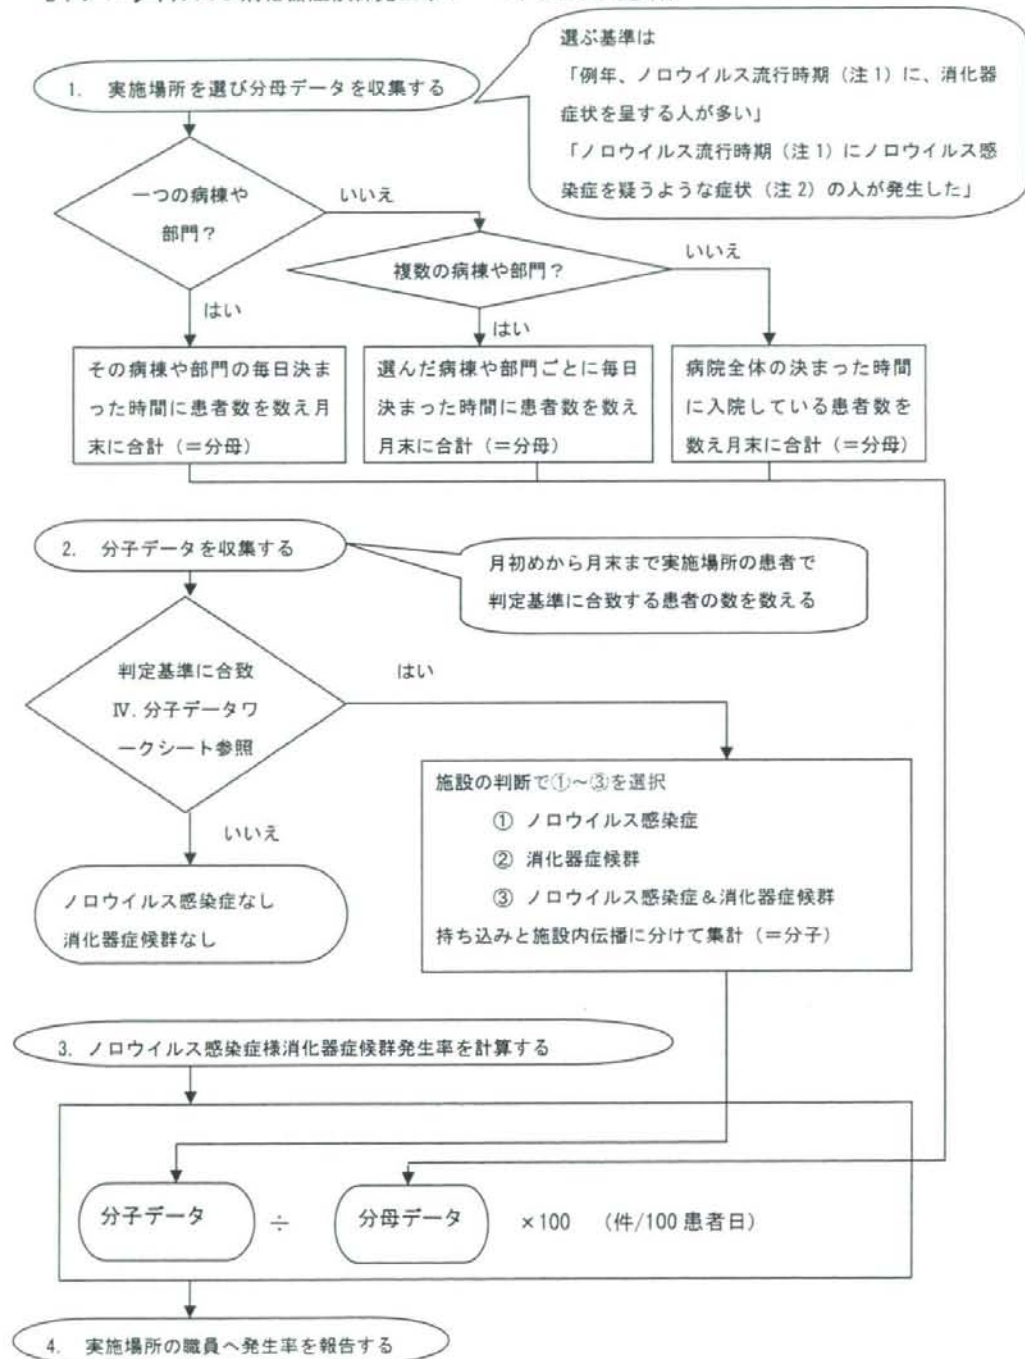 選ぶ基準は
「例年、ノロウイルス流行時期（注1）に、消化器
症状を呈する人が多い」
「ノロウイルス流行時期（注1）にノロウイルス感
染症を疑うような症状（注2）の人が発生した」
1. 実施場所を選び分母データを収集する
一つの病棟や
部門？
いいえ
はい
複数の病棟や部門？
いいえ
はい
その病棟や部門の毎日決ま
った時間に患者数を数え月
末に合計（＝分母）
選んだ病棟や部門ごとに毎日
決まった時間に患者数を数え
月末に合計（＝分母）
病院全体の決まった時間
に入院している患者数を
数え月末に合計（＝分母）
2. 分子データを収集する
月初めから月末まで実施場所の患者で
判定基準に合致する患者の数を数える
判定基準に合致
Ⅳ. 分子データワ
ークシート参照
はい
いいえ
ノロウイルス感染症なし
消化器症候群なし
施設の判断で①～③を選択
① ノロウイルス感染症
② 消化器症候群
③ ノロウイルス感染症＆消化器症候群
持ち込みと施設内伝播に分けて集計（＝分子）
3. ノロウイルス感染症様消化器症候群発生率を計算する
分子データ ÷ 分母データ ×100 （件/100 患者日）
4. 実施場所の職員へ発生率を報告する